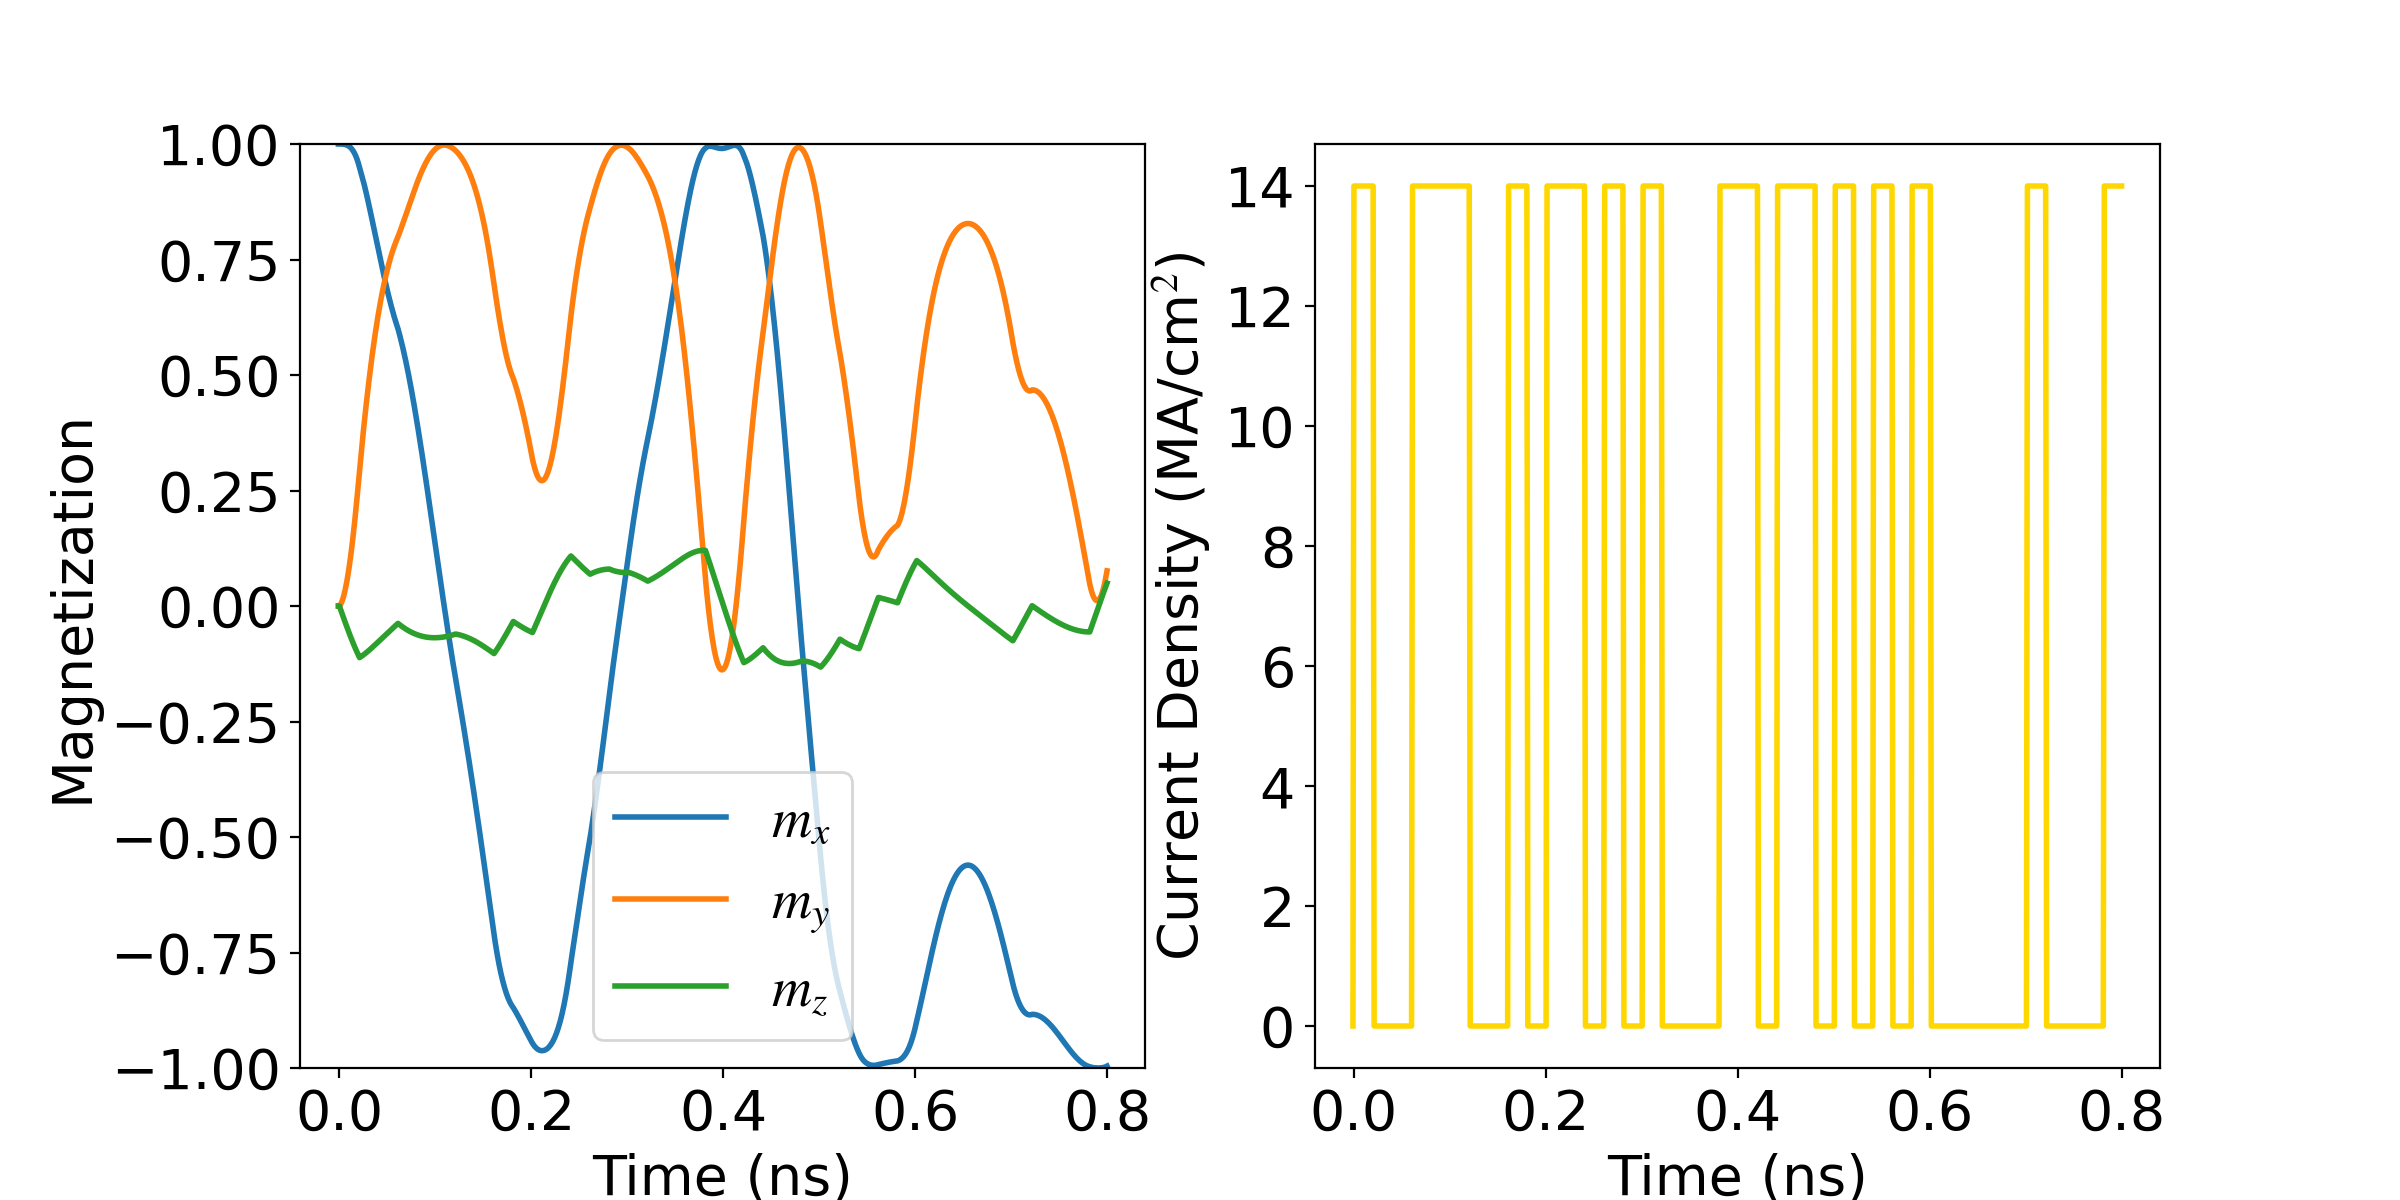 Magnetization
1.00
0.75
0.50
0.25
0.00
−0.25
−0.50
−0.75
−1.00
0.0 0.2 0.4 0.6 0.8
Time (ns)
m_x
m_y
m_z
Current Density (MA/cm²)
14
12
10
8
6
4
2
0
0.0 0.2 0.4 0.6 0.8
Time (ns)